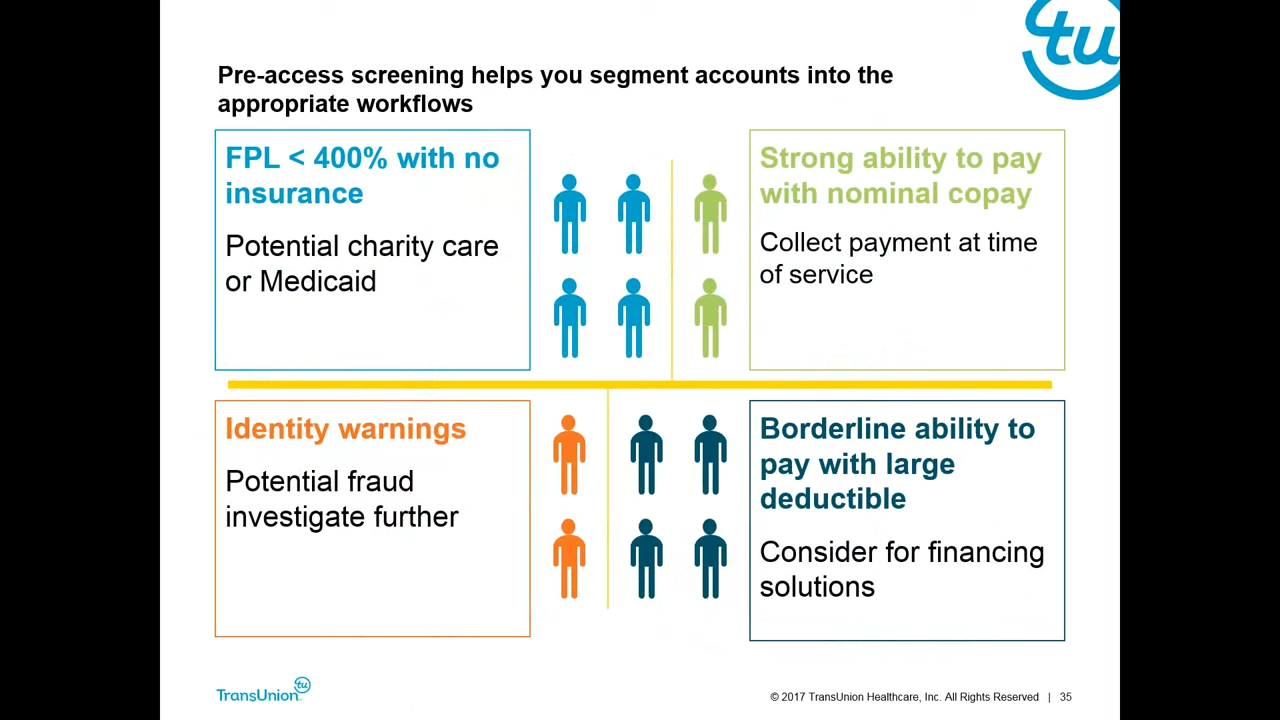 tu
Pre-access screening helps you segment accounts into the
appropriate workflows
FPL < 400% with no
insurance
Potential charity care
or Medicaid
Strong ability to pay
with nominal copay
Collect payment at time
of service
Identity warnings
Potential fraud
investigate further
Borderline ability to
pay with large
deductible
Consider for financing
solutions
TransUnion tu
© 2017 TransUnion Healthcare, Inc. All Rights Reserved | 35